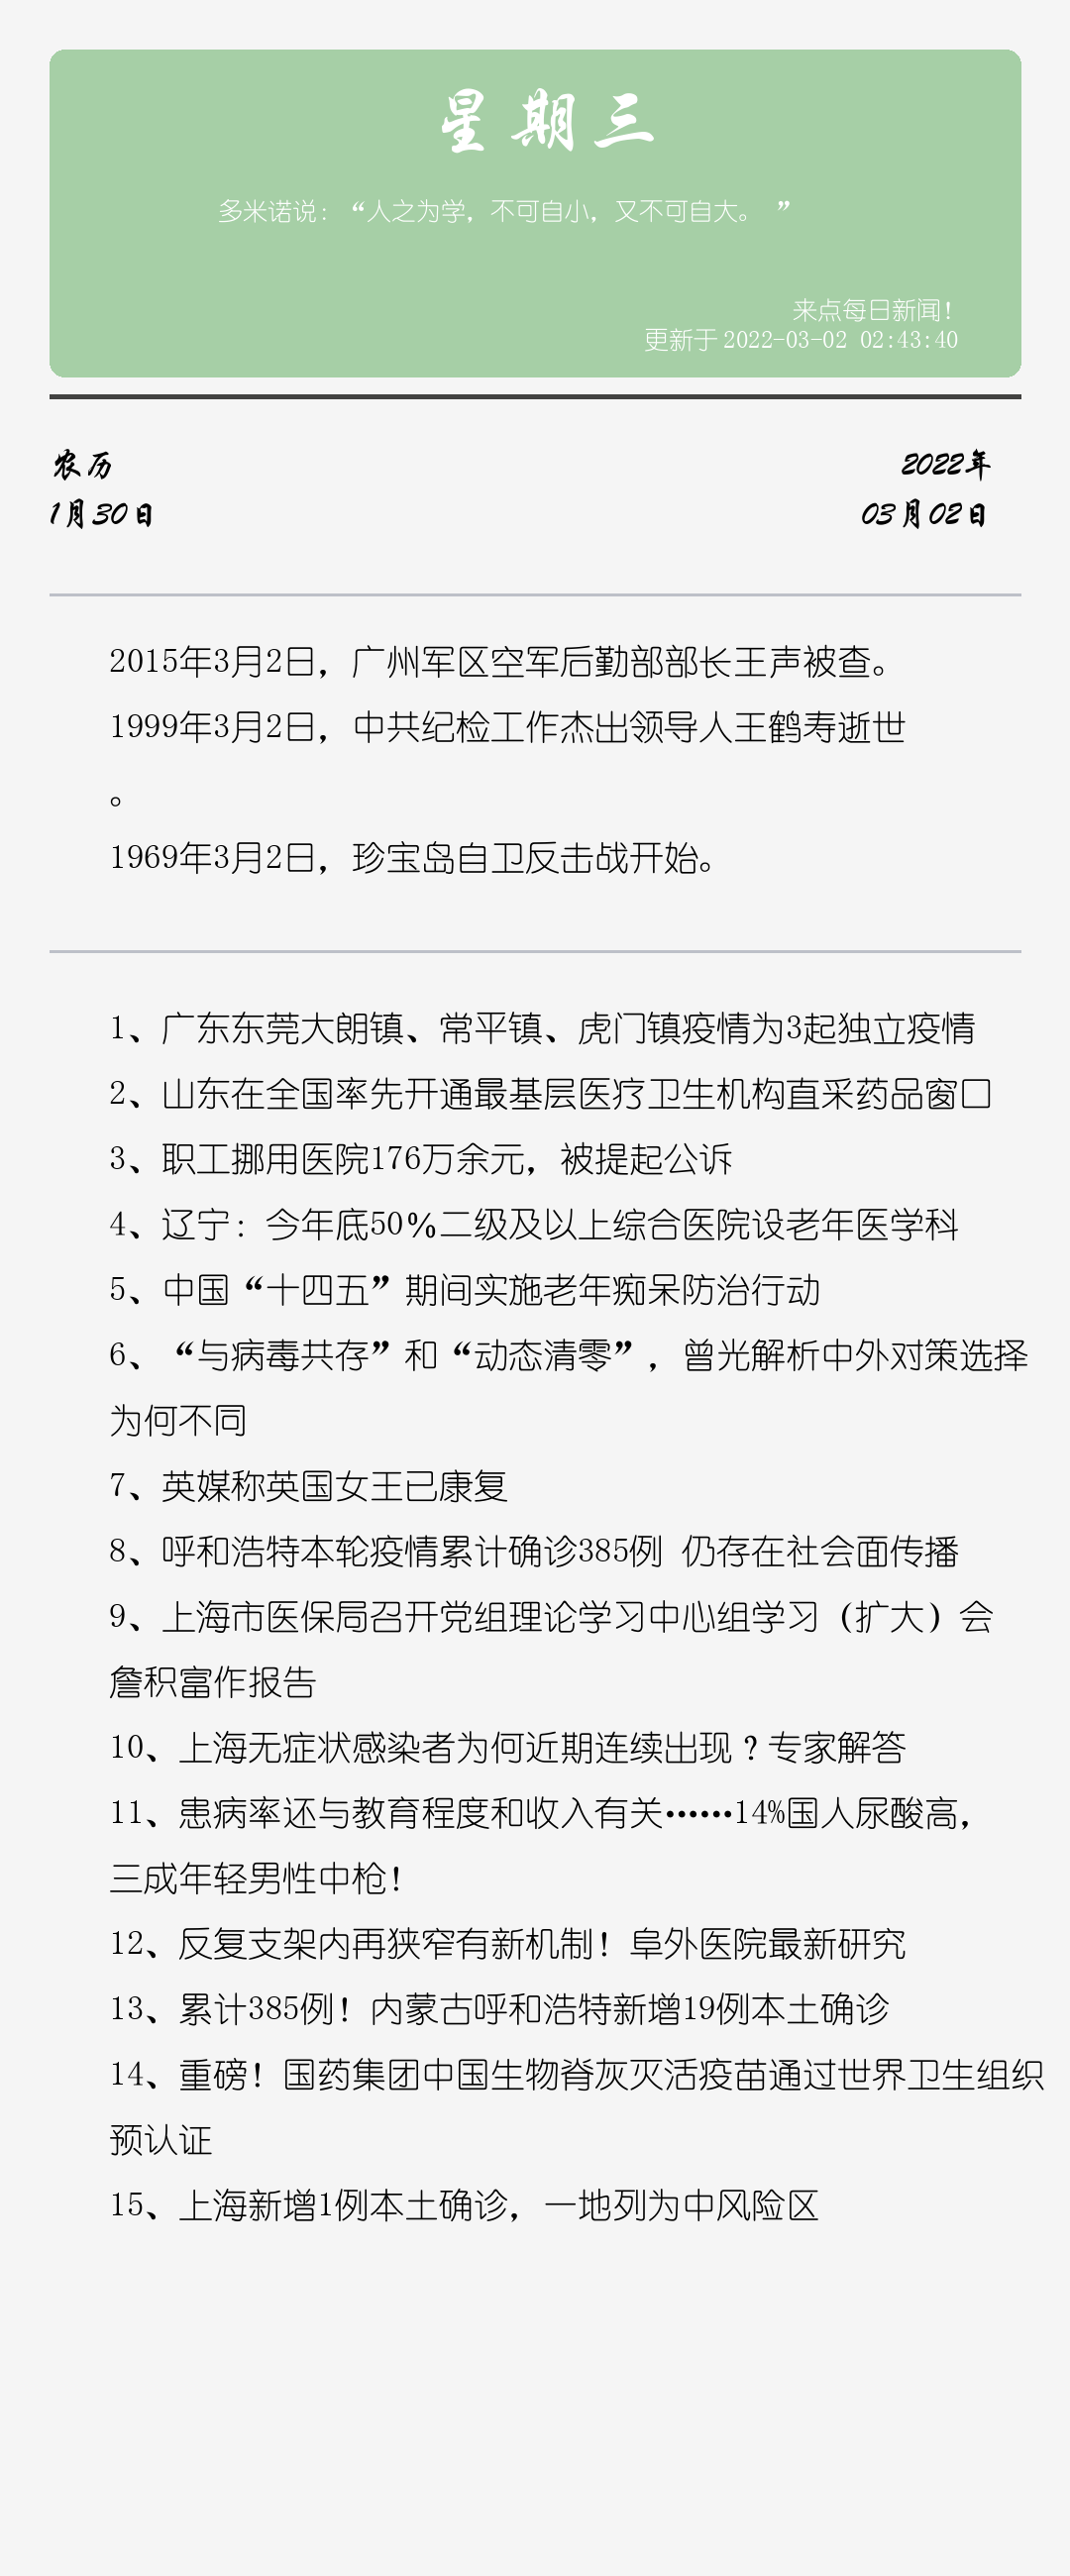 星期三
多米诺说：“人之为学，不可自小，又不可自大。 ”
来点每日新闻！
更新于 2022-03-02 02:43:40
农历
2022年
1月30日
03月02日
2015年3月2日，广州军区空军后勤部部长王声被查。
1999年3月2日，中共纪检工作杰出领导人王鹤寿逝世
。
1969年3月2日，珍宝岛自卫反击战开始。
1、广东东莞大朗镇、常平镇、虎门镇疫情为3起独立疫情
2、山东在全国率先开通最基层医疗卫生机构直采药品窗口
3、职工挪用医院176万余元，被提起公诉
4、辽宁：今年底50％二级及以上综合医院设老年医学科
5、中国“十四五”期间实施老年痴呆防治行动
6、“与病毒共存”和“动态清零”，曾光解析中外对策选择
为何不同
7、英媒称英国女王已康复
8、呼和浩特本轮疫情累计确诊385例 仍存在社会面传播
9、上海市医保局召开党组理论学习中心组学习（扩大）会
詹积富作报告
10、上海无症状感染者为何近期连续出现？专家解答
11、患病率还与教育程度和收入有关……14%国人尿酸高，
三成年轻男性中枪！
12、反复支架内再狭窄有新机制！阜外医院最新研究
13、累计385例！内蒙古呼和浩特新增19例本土确诊
14、重磅！国药集团中国生物脊灰灭活疫苗通过世界卫生组织
预认证
15、上海新增1例本土确诊，一地列为中风险区